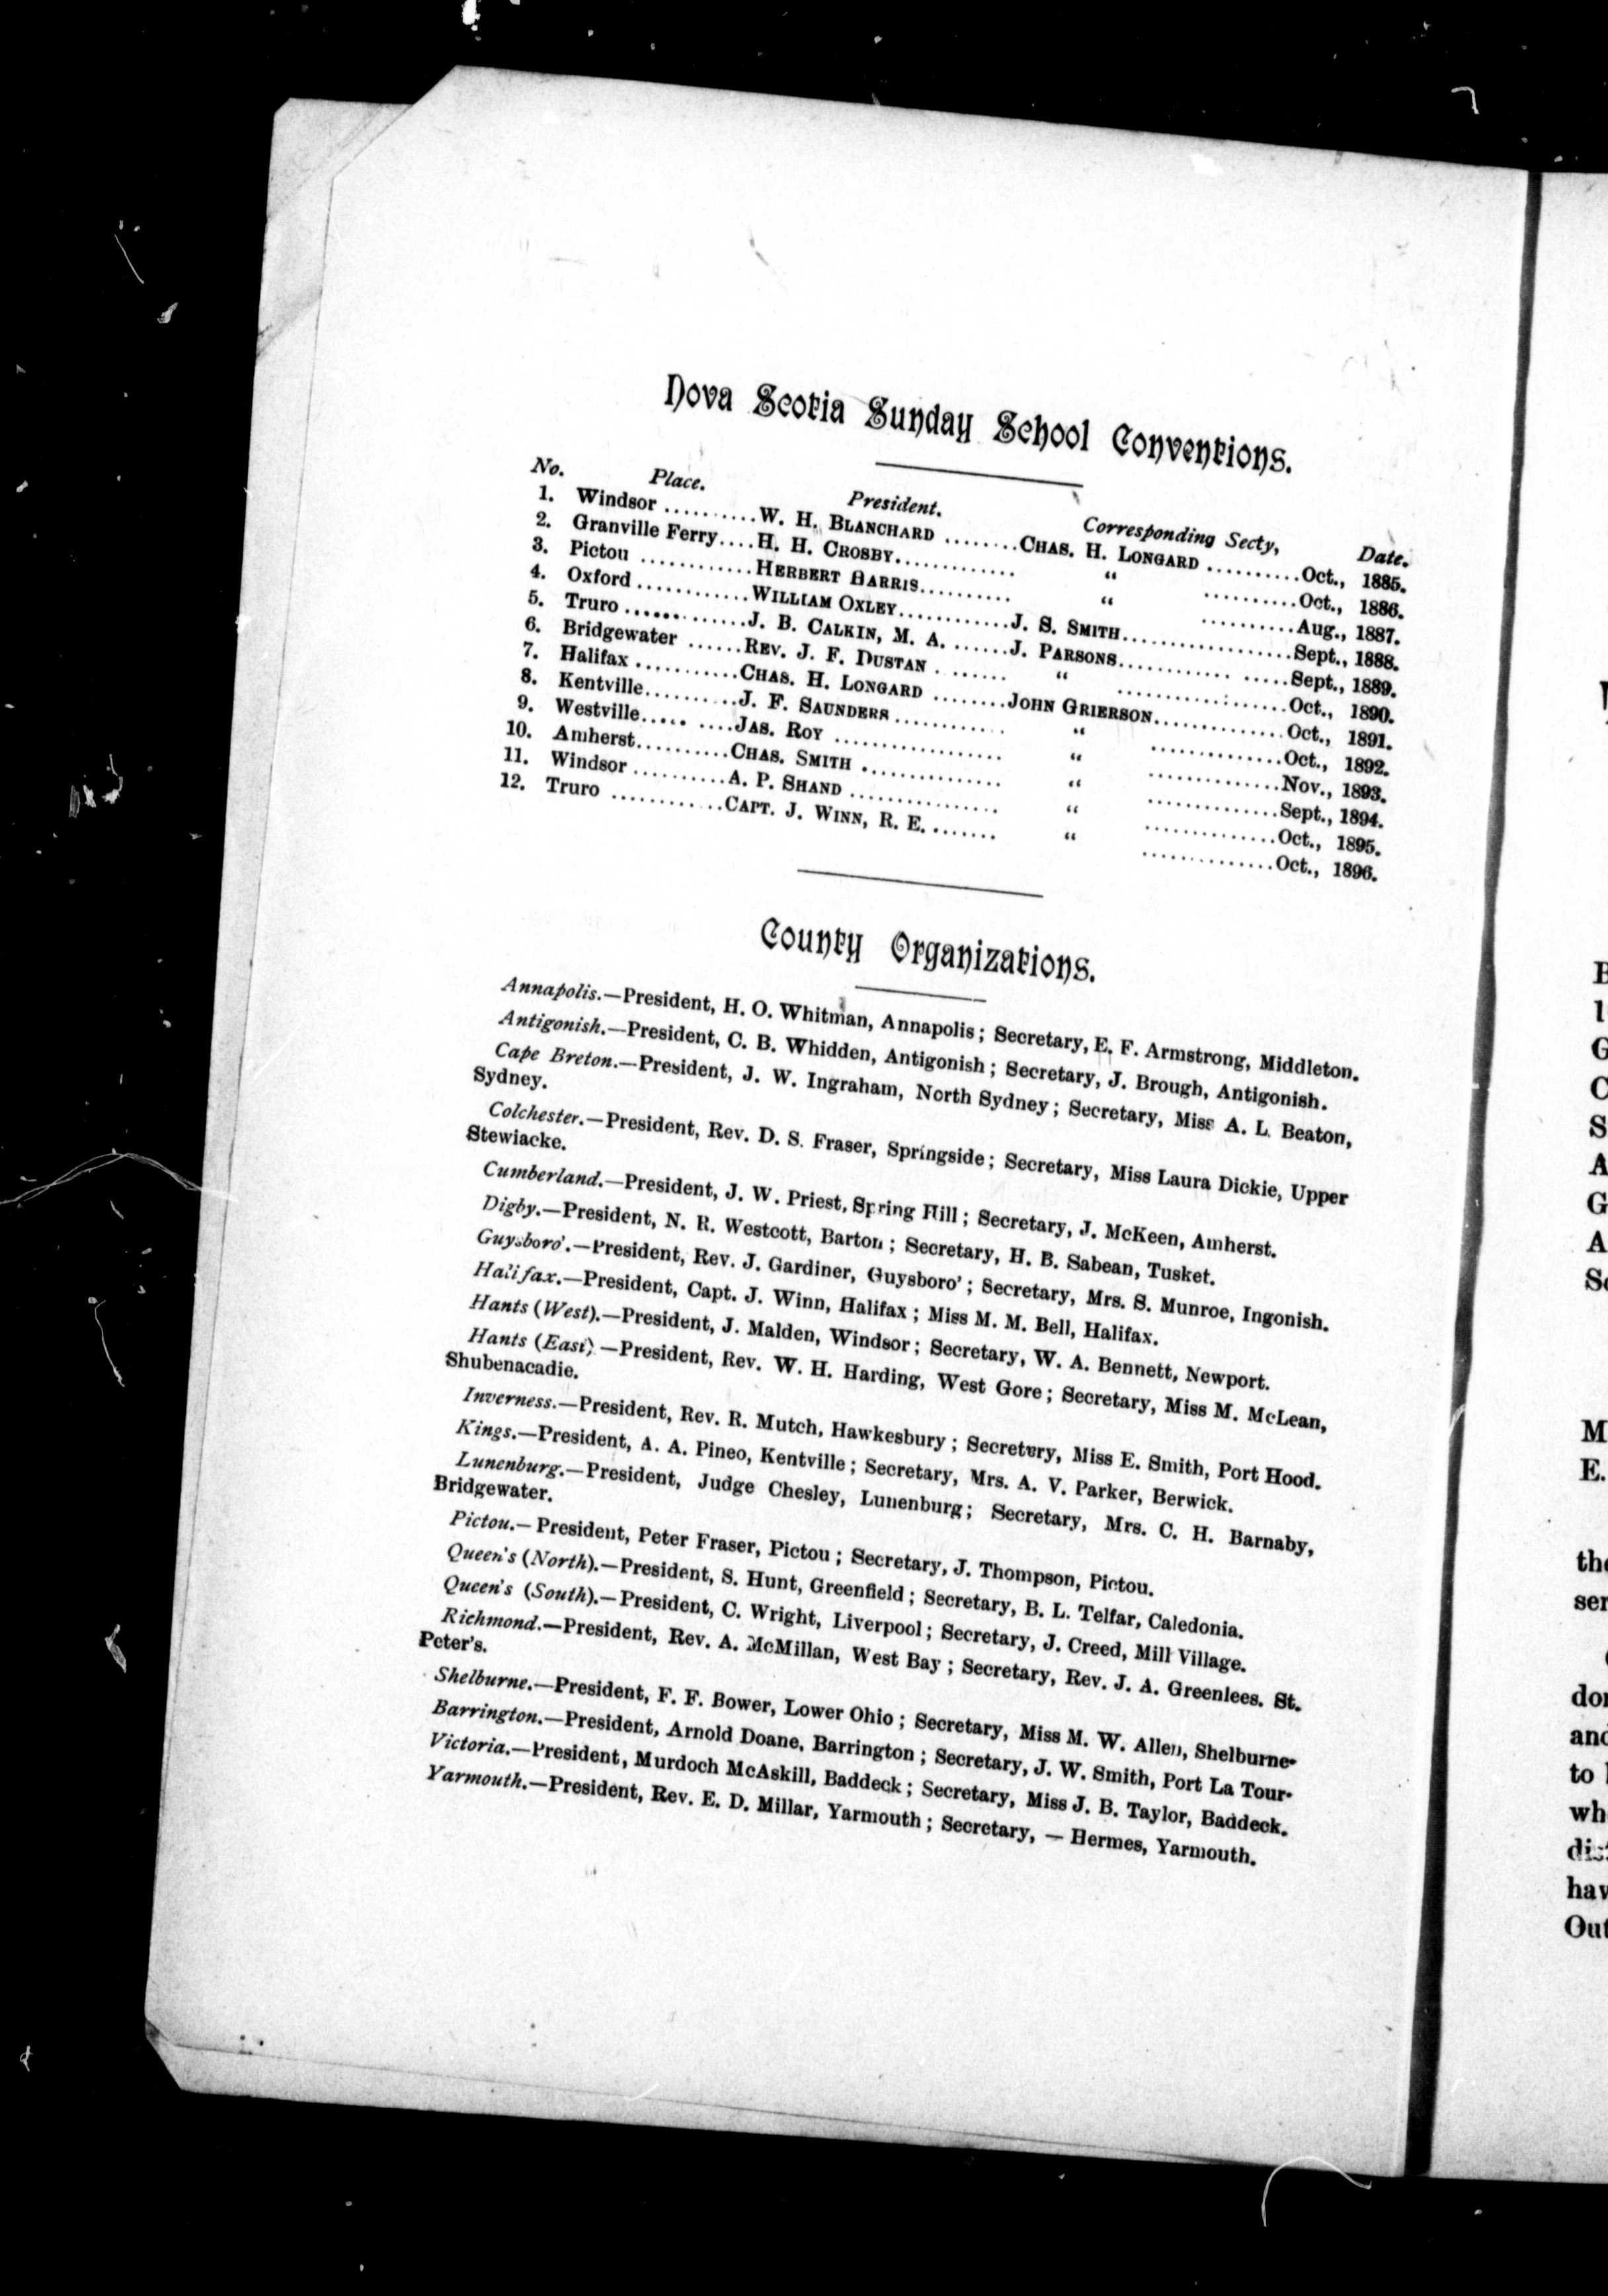 Nova Scotia Sunday School Conventions.
No. Place. President. Corresponding Secty, Date.
1. Windsor ..........W. H. BLANCHARD ........CHAS. H. LONGARD ..........Oct., 1885.
2. Granville Ferry....H. H. CROSBY............. “ ..........Oct., 1886.
3. Pictou ............HERBERT HARRIS.......... “ ..........Aug., 1887.
4. Oxford ............WILLIAM OXLEY............J. S. SMITH..................Sept., 1888.
5. Truro .............J. B. CALKIN, M. A. .......J. PARSONS.................Sept., 1889.
6. Bridgewater ......REV. J. F. DUSTAN ........ “ ................Oct., 1890.
7. Halifax ...........CHAS. H. LONGARD ........JOHN GRIERSON..............Oct., 1891.
8. Kentville..........J. F. SAUNDERS ............ “ ..............Oct., 1892.
9. Westville..... ....JAS. ROY .................. “ ..............Nov., 1893.
10. Amherst..........CHAS. SMITH ............... “ ..............Sept., 1894.
11. Windsor ..........A. P. SHAND ................ “ ..............Oct., 1895.
12. Truro ............CAPT. J. WINN, R. E........ “ ..............Oct., 1896.
County Organizations.
Annapolis.—President, H. O. Whitman, Annapolis; Secretary, E. F. Armstrong, Middleton.
Antigonish.—President, C. B. Whidden, Antigonish; Secretary, J. Brough, Antigonish.
Cape Breton.—President, J. W. Ingraham, North Sydney; Secretary, Miss A. L. Beaton,
Sydney.
Colchester.—President, Rev. D. S. Fraser, Springside; Secretary, Miss Laura Dickie, Upper
Stewiacke.
Cumberland.—President, J. W. Priest, Spring Hill; Secretary, J. McKeen, Amherst.
Digby.—President, N. R. Westcott, Barton; Secretary, H. B. Sabean, Tusket.
Guysboro'.—President, Rev. J. Gardiner, Guysboro'; Secretary, Mrs. S. Munroe, Ingonish.
Halifax.—President, Capt. J. Winn, Halifax; Miss M. M. Bell, Halifax.
Hants (West).—President, J. Malden, Windsor; Secretary, W. A. Bennett, Newport.
Hants (East).—President, Rev. W. H. Harding, West Gore; Secretary, Miss M. McLean,
Shubenacadie.
Inverness.—President, Rev. R. Mutch, Hawkesbury; Secretvry, Miss E. Smith, Port Hood.
Kings.—President, A. A. Pineo, Kentville; Secretary, Mrs. A. V. Parker, Berwick.
Lunenburg.—President, Judge Chesley, Lunenburg; Secretary, Mrs. C. H. Barnaby,
Bridgewater.
Pictou.—President, Peter Fraser, Pictou; Secretary, J. Thompson, Pictou.
Queen's (North).—President, S. Hunt, Greenfield; Secretary, B. L. Telfar, Caledonia.
Queen's (South).—President, C. Wright, Liverpool; Secretary, J. Creed, Mill Village.
Richmond.—President, Rev. A. McMillan, West Bay; Secretary, Rev. J. A. Greenlees. St.
Peter's.
Shelburne.—President, F. F. Bower, Lower Ohio; Secretary, Miss M. W. Allen, Shelburne.
Barrington.—President, Arnold Doane, Barrington; Secretary, J. W. Smith, Port La Tour.
Victoria.—President, Murdoch McAskill, Baddeck; Secretary, Miss J. B. Taylor, Baddeck.
Yarmouth.—President, Rev. E. D. Millar, Yarmouth; Secretary, — Hermes, Yarmouth.